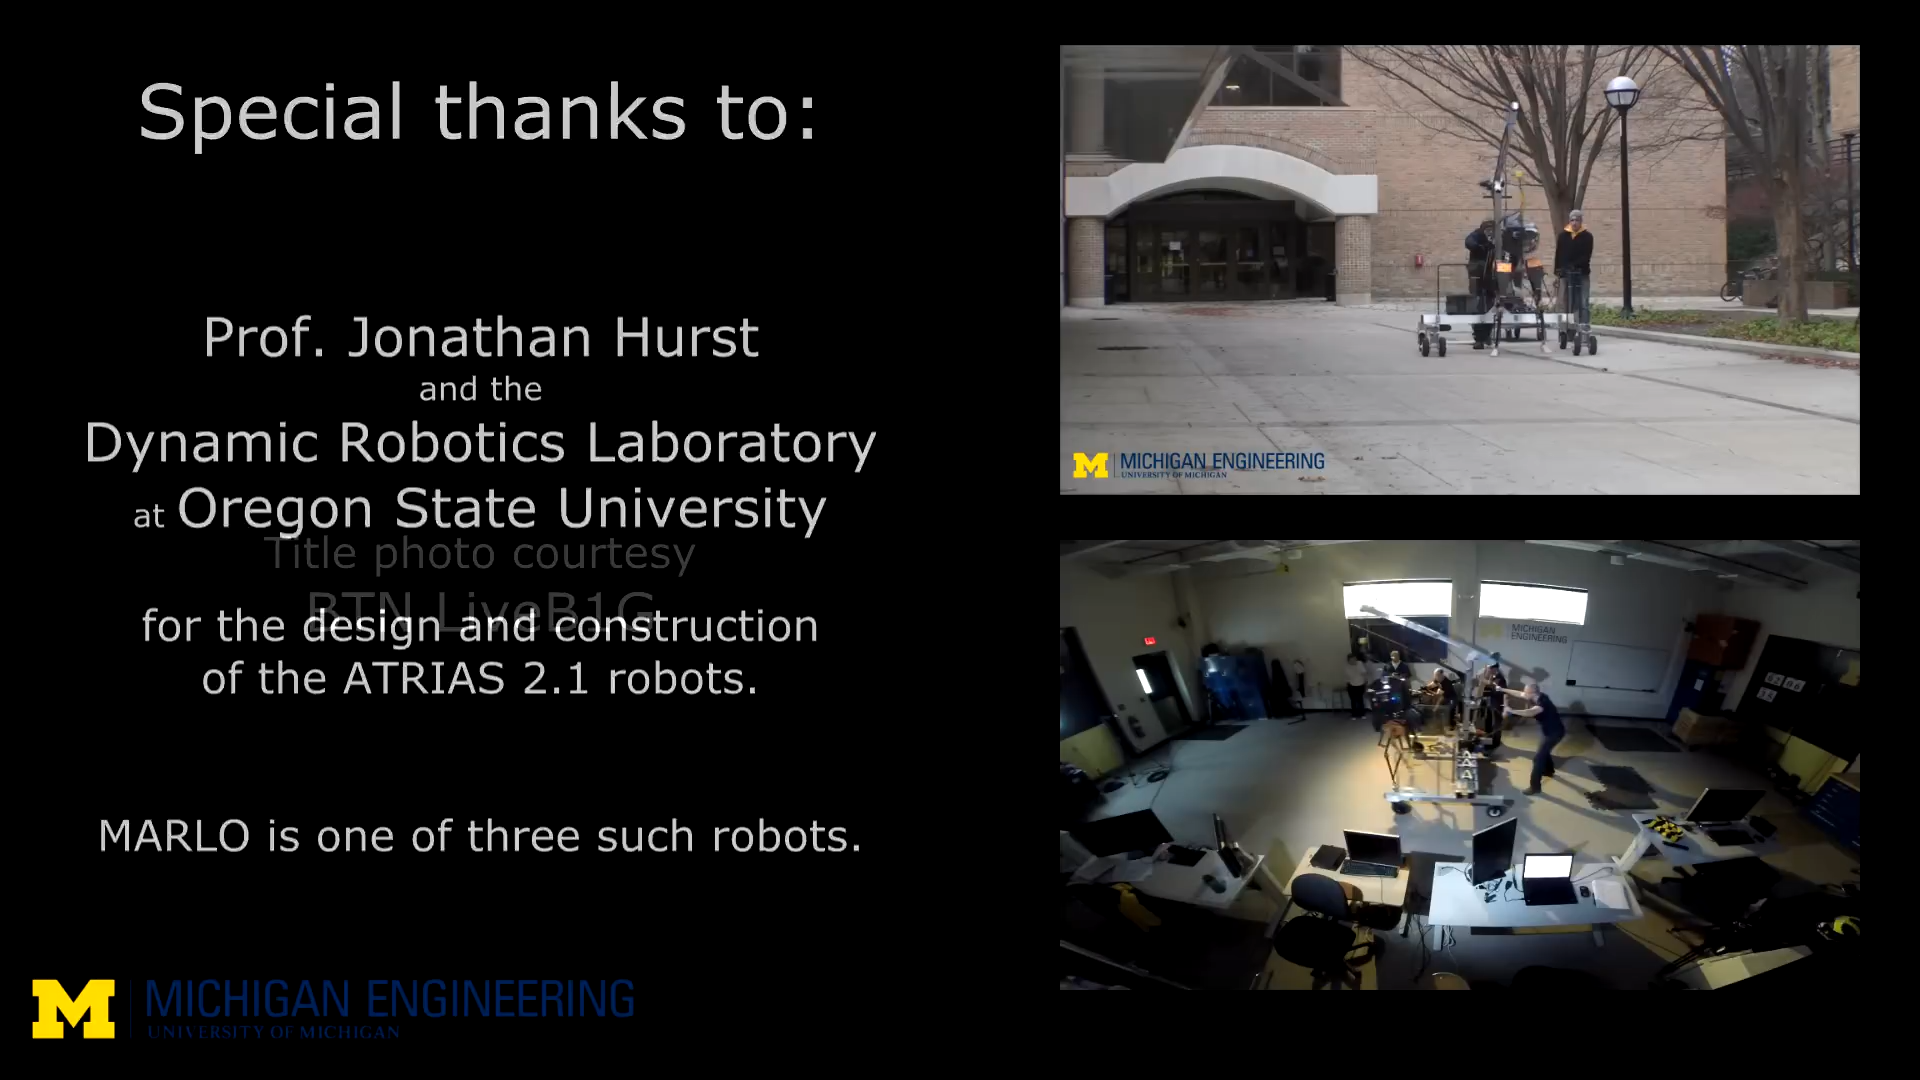 Special thanks to:
Prof. Jonathan Hurst
and the
Dynamic Robotics Laboratory
at Oregon State University
Title photo courtesy
BTN LiveB1G
for the design and construction
of the ATRIAS 2.1 robots.
MARLO is one of three such robots.
M MICHIGAN ENGINEERING
UNIVERSITY OF MICHIGAN
M MICHIGAN ENGINEERING
UNIVERSITY OF MICHIGAN
MICHIGAN
ENGINEERING